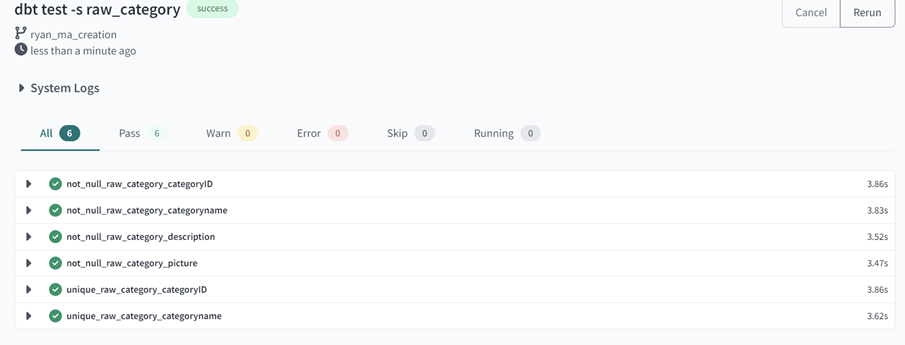 dbt test -s raw_category success Cancel Rerun
ryan_ma_creation
less than a minute ago
System Logs
All 6 Pass 6 Warn 0 Error 0 Skip 0 Running 0
not_null_raw_category_categoryID 3.86s
not_null_raw_category_categoryname 3.83s
not_null_raw_category_description 3.52s
not_null_raw_category_picture 3.47s
unique_raw_category_categoryID 3.86s
unique_raw_category_categoryname 3.62s